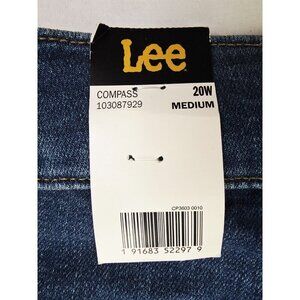 Lee
COMPASS 20W
103087929 MEDIUM
CP3603 0010
1 91683 52297 9